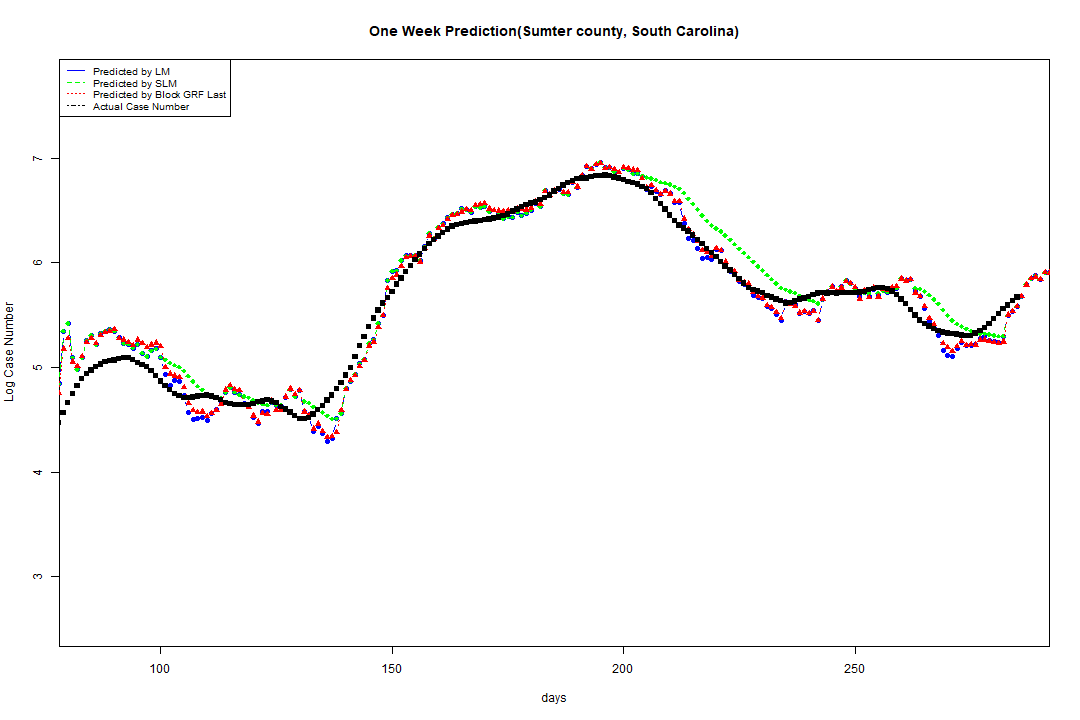 One Week Prediction(Sumter county, South Carolina)
Predicted by LM
Predicted by SLM
Predicted by Block GRF Last
Actual Case Number
7
6
5
4
3
Log Case Number
100 150 200 250
days